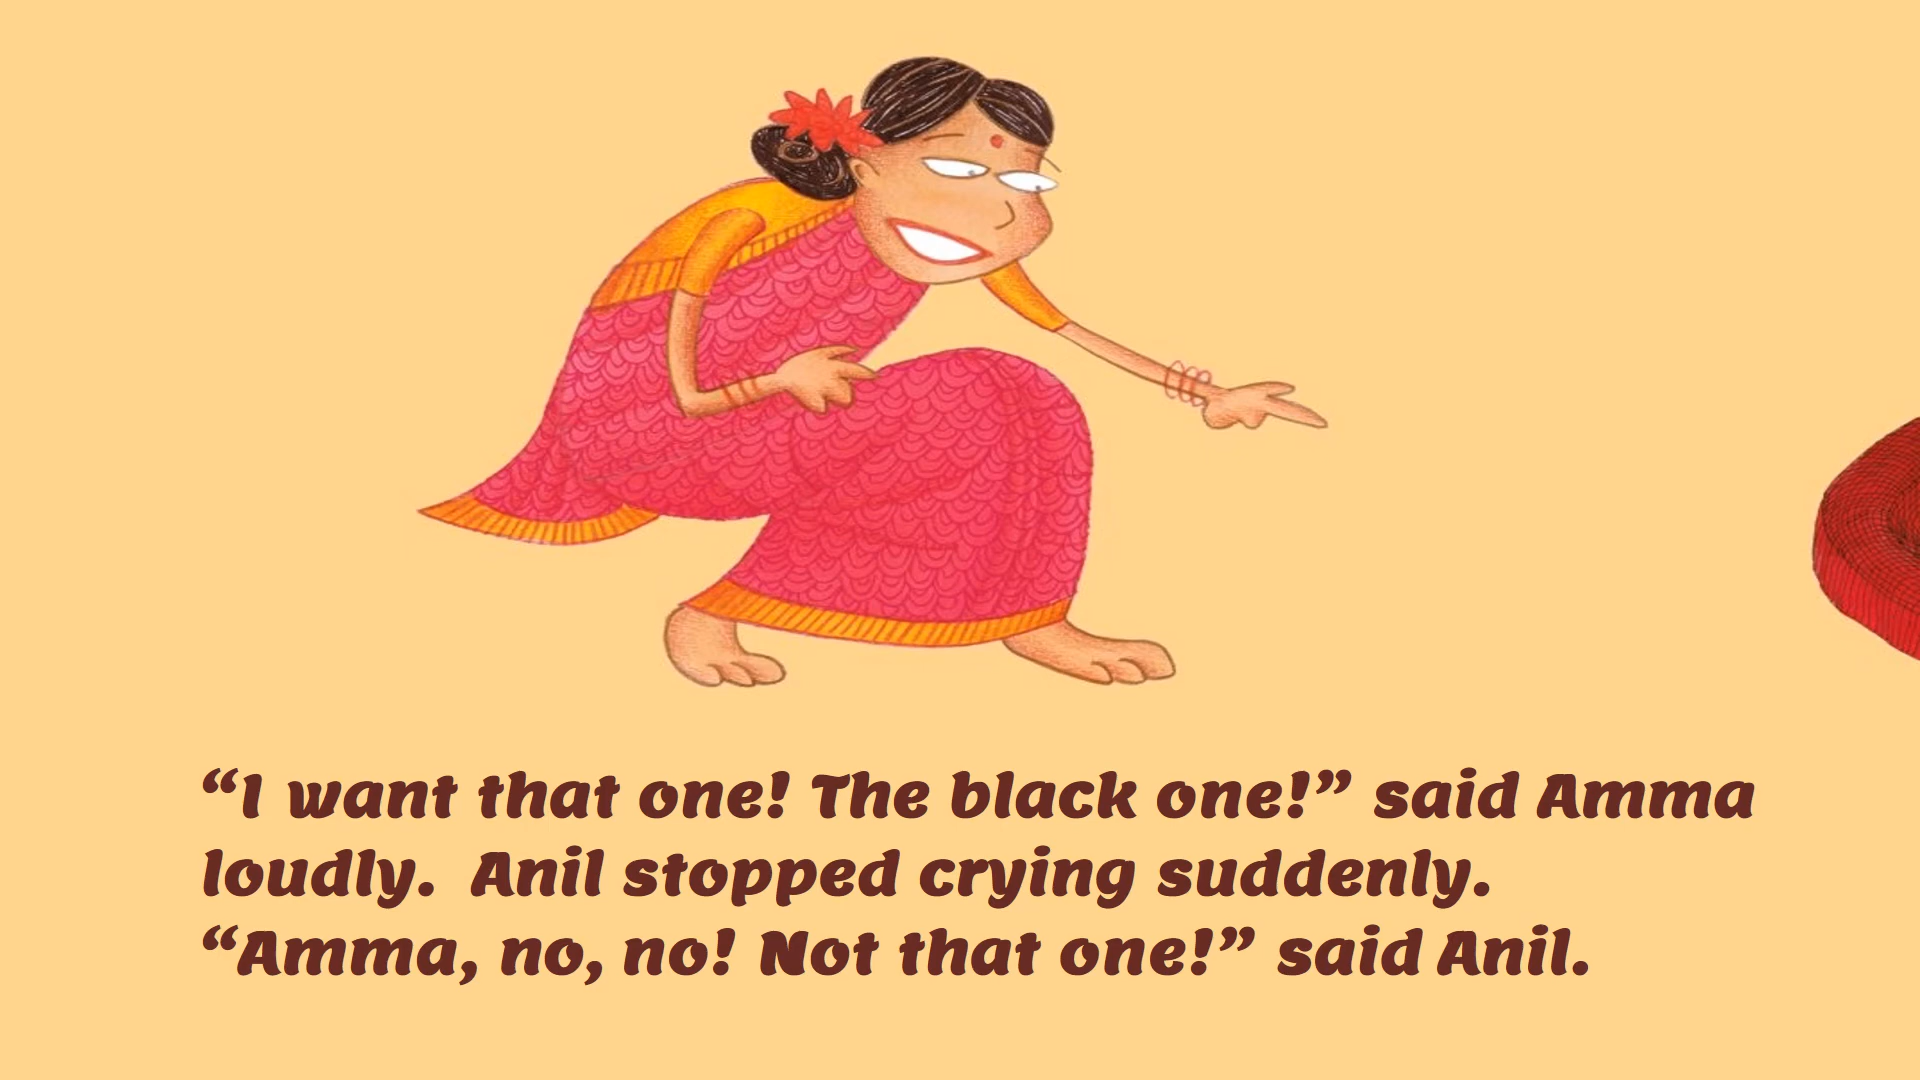 “I want that one! The black one!” said Amma
loudly.  Anil stopped crying suddenly.
“Amma, no, no! Not that one!” said Anil.